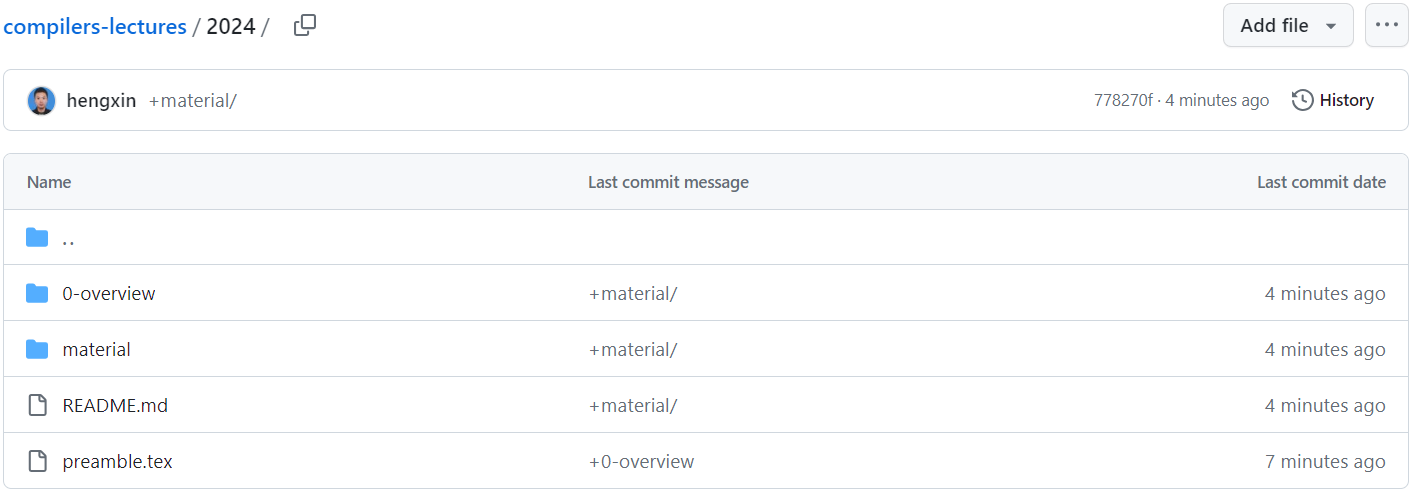 compilers-lectures / 2024 / Add file ...
hengxin +material/ 778270f · 4 minutes ago History
Name Last commit message Last commit date
..
0-overview +material/ 4 minutes ago
material +material/ 4 minutes ago
README.md +material/ 4 minutes ago
preamble.tex +0-overview 7 minutes ago